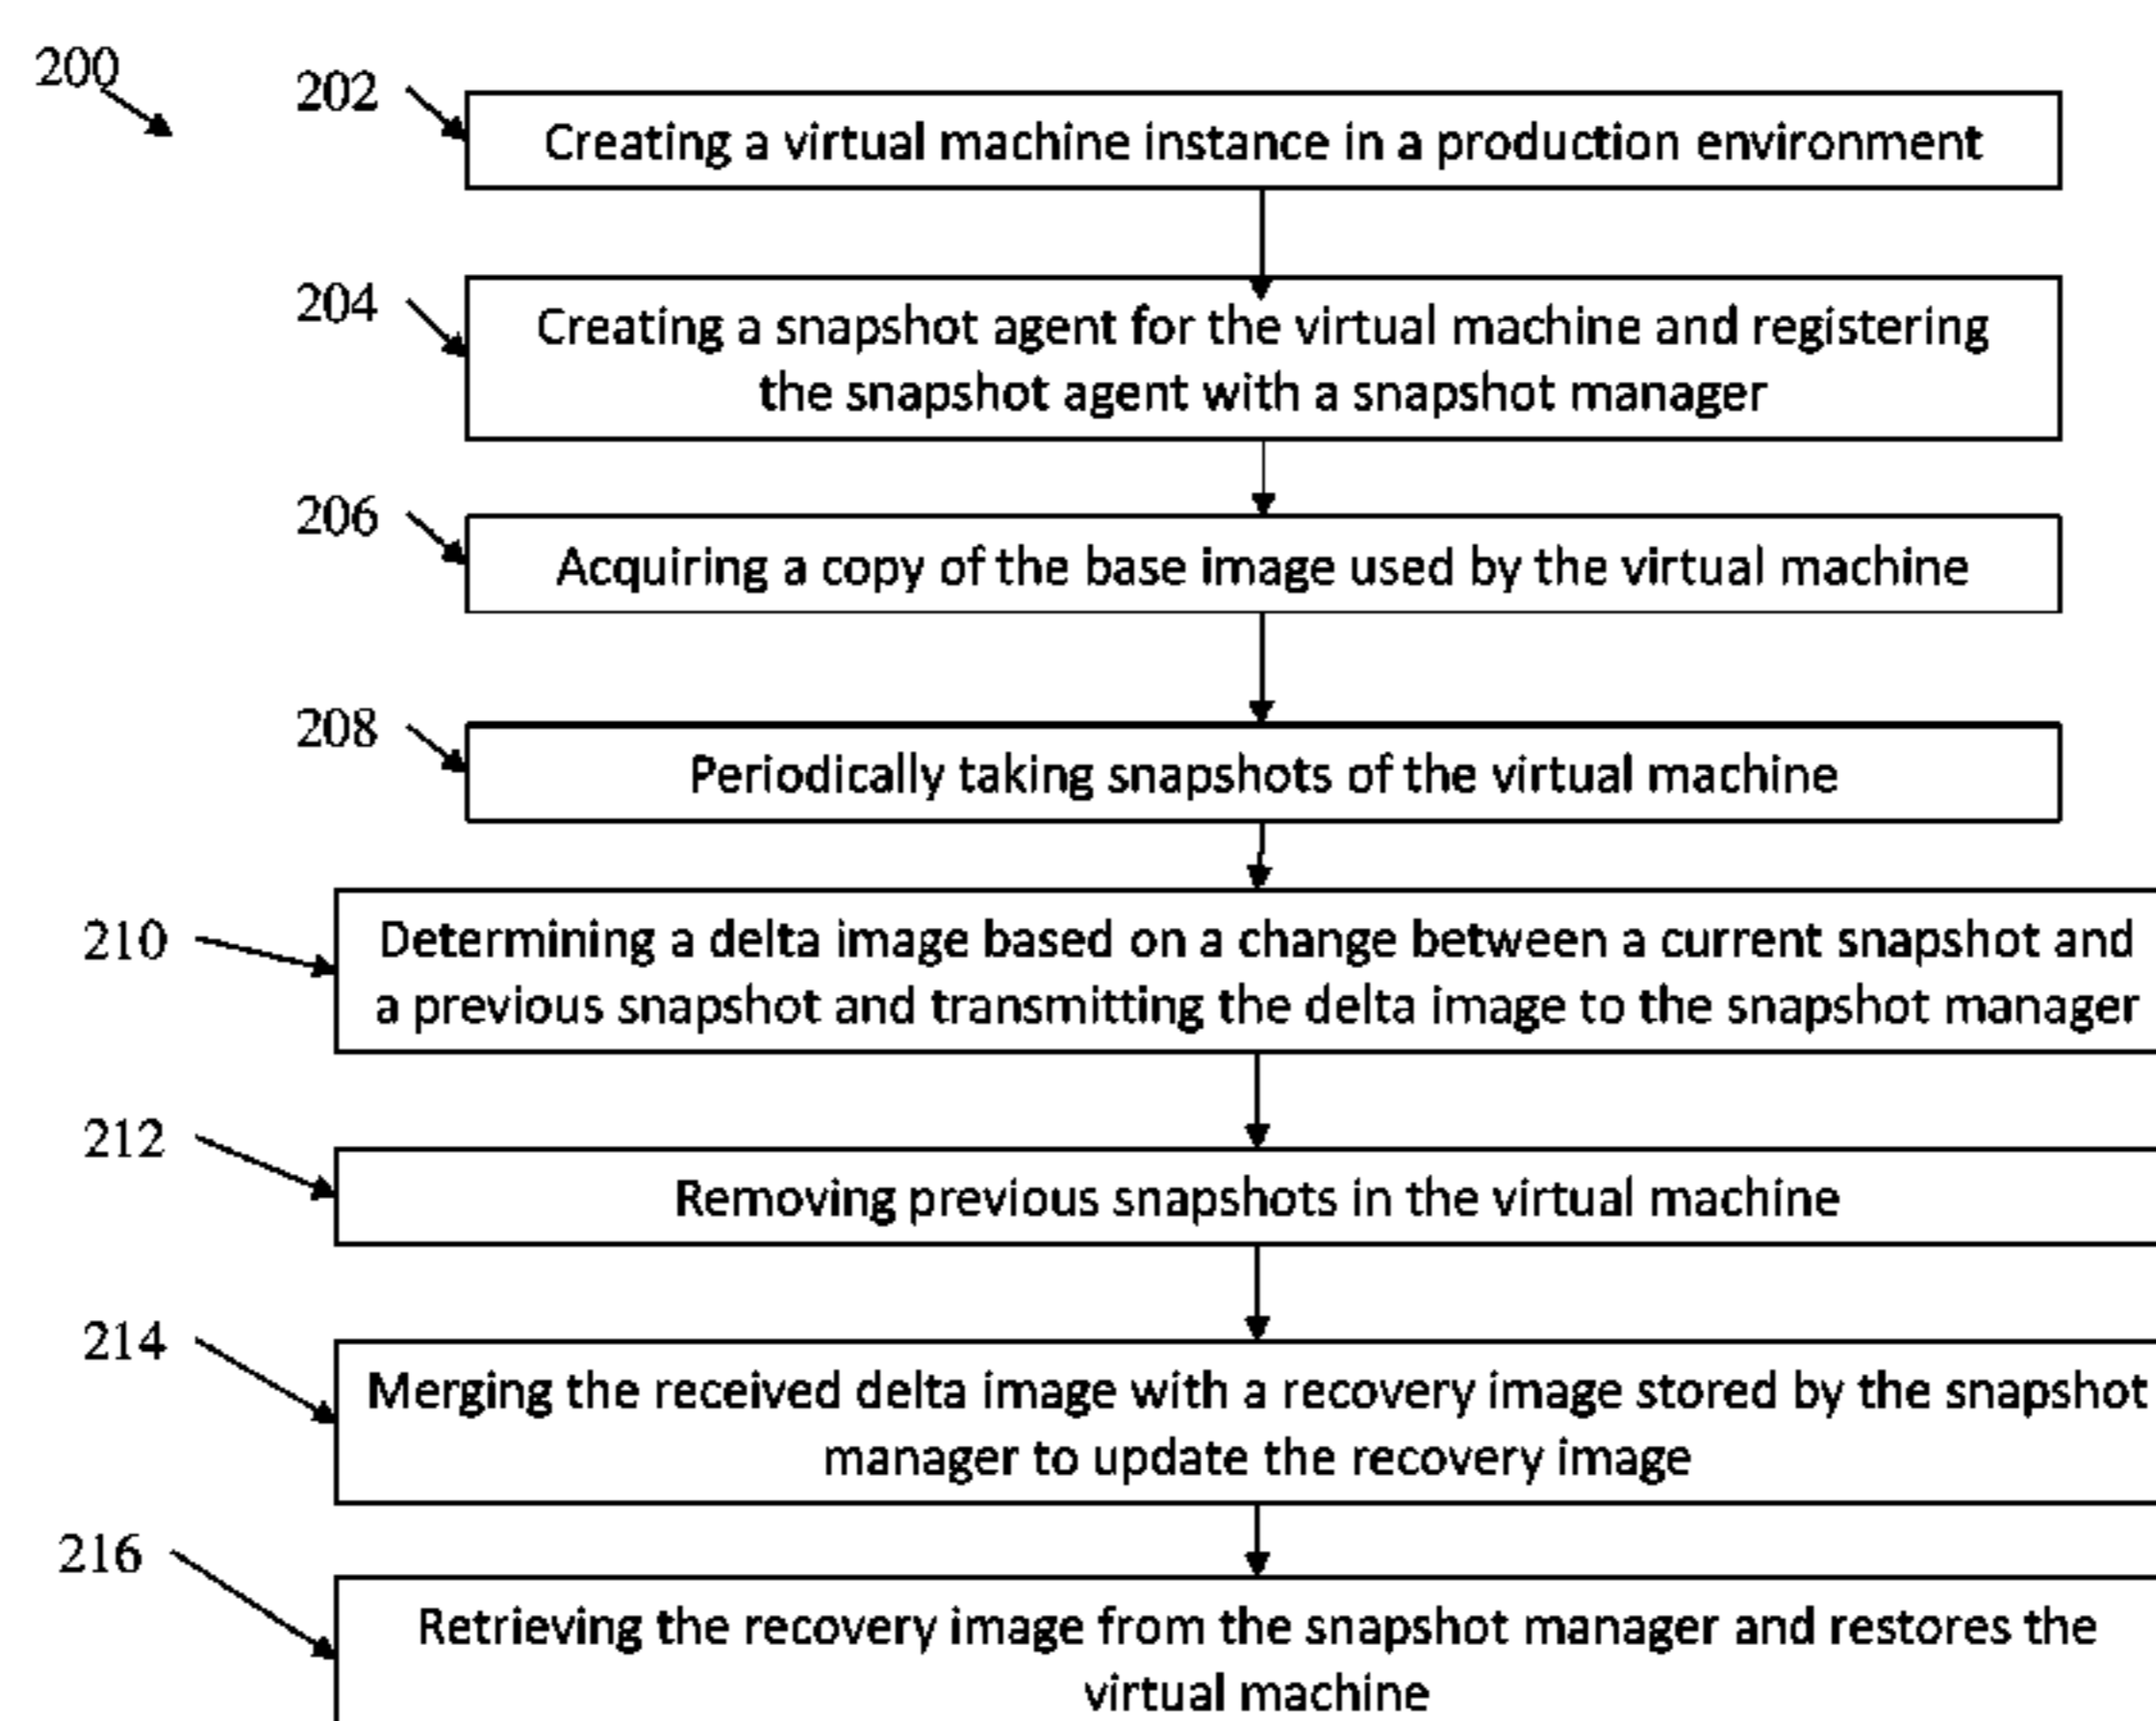 200
202
Creating a virtual machine instance in a production environment
204
Creating a snapshot agent for the virtual machine and registering
the snapshot agent with a snapshot manager
206
Acquiring a copy of the base image used by the virtual machine
208
Periodically taking snapshots of the virtual machine
210
Determining a delta image based on a change between a current snapshot and
a previous snapshot and transmitting the delta image to the snapshot manager
212
Removing previous snapshots in the virtual machine
214
Merging the received delta image with a recovery image stored by the snapshot
manager to update the recovery image
216
Retrieving the recovery image from the snapshot manager and restores the
virtual machine